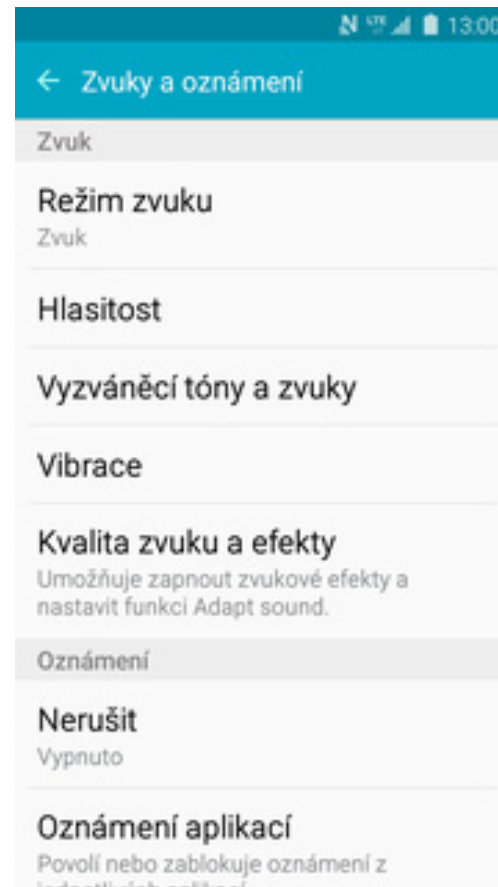 LTE 13:00
Zvuky a oznámení
Zvuk
Režim zvuku
Zvuk
Hlasitost
Vyzváněcí tóny a zvuky
Vibrace
Kvalita zvuku a efekty
Umožňuje zapnout zvukové efekty a
nastavit funkci Adapt sound.
Oznámení
Nerušit
Vypnuto
Oznámení aplikací
Povolí nebo zablokuje oznámení z